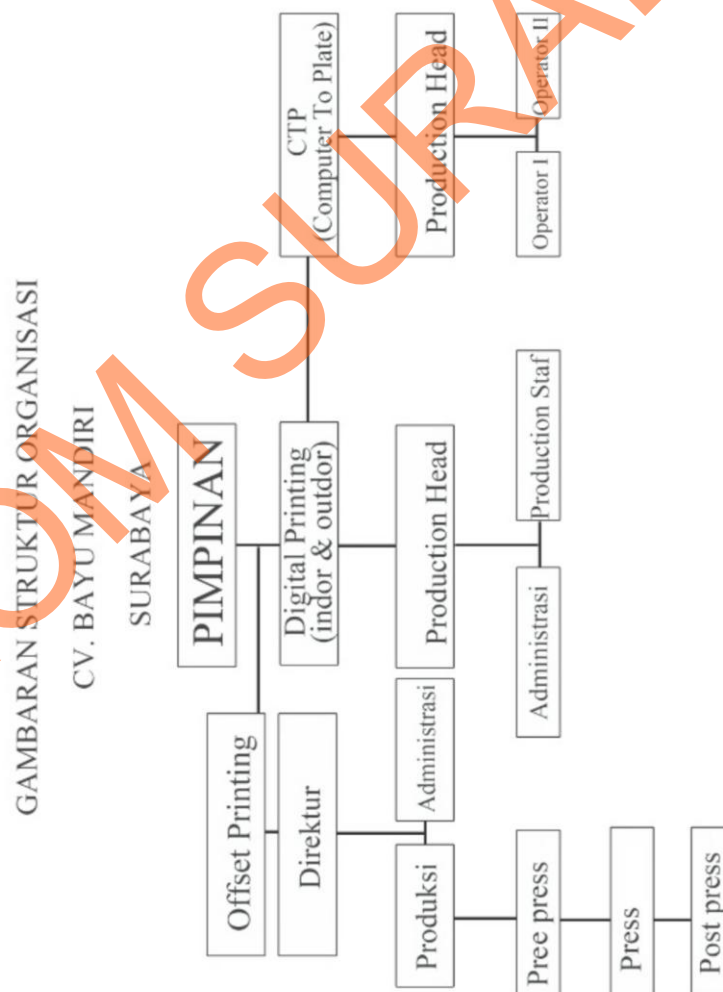 GAMBARAN STRUKTUR ORGANISASI
CV. BAYU MANDIRI
SURABAYA
PIMPINAN
Offset Printing
Direktur
Produksi
Administrasi
Pree press
Press
Post press
Digital Printing
(indor & outdor)
Production Head
Administrasi
Production Staf
CTP
(Computer To Plate)
Production Head
Operator I
Operator II